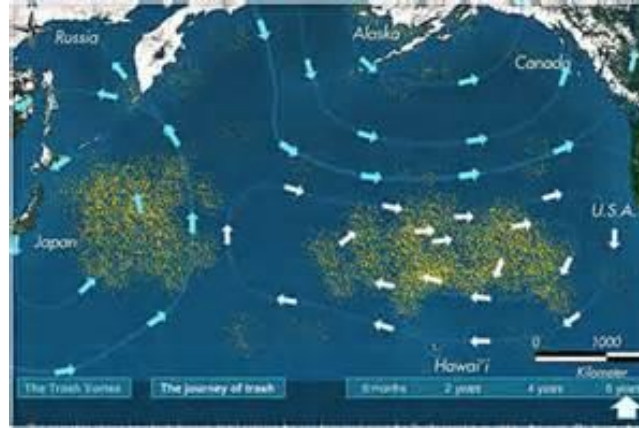 Russia
Alaska
Canada
U.S.A.
Japan
Hawai'i
0 1000
Kilometer
The Trash Vortex
The journey of trash
6 months
2 years
4 years
6 years